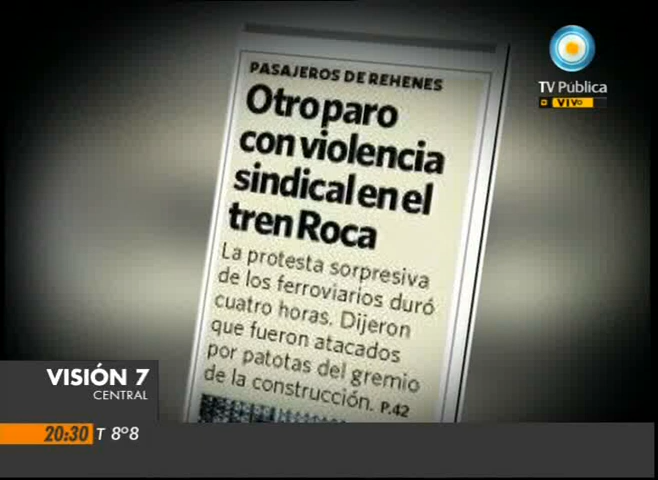 TV Pública
VIVO
PASAJEROS DE REHENES
Otro paro
con violencia
sindical en el
tren Roca
La protesta sorpresiva
de los ferroviarios duró
cuatro horas. Dijeron
que fueron atacados
por patotas del gremio
de la construcción. P.42
VISIÓN 7
CENTRAL
20:30 T 8º8